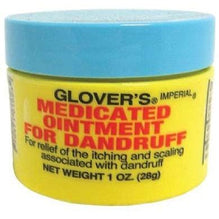 GLOVER'S® IMPERIAL®
MEDICATED
OINTMENT
FOR DANDRUFF
For relief of the itching and scaling
associated with dandruff
NET WEIGHT 1 OZ. (28g)